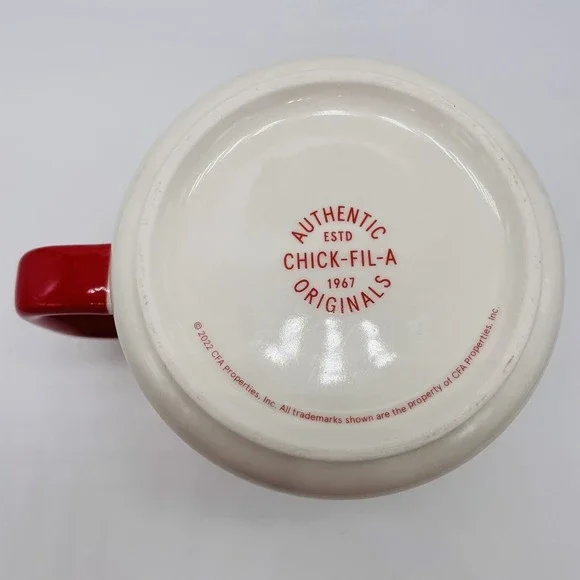 AUTHENTIC
ESTD
CHICK-FIL-A
1967
ORIGINALS
© 2022 CFA Properties, Inc. All trademarks shown are the property of CFA Properties, Inc.